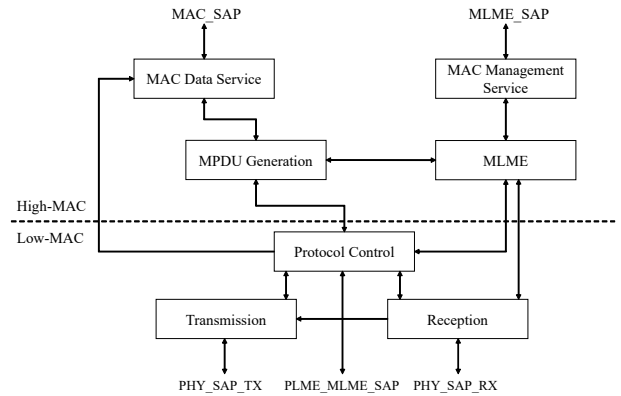 MAC_SAP
MLME_SAP
MAC Data Service
MAC Management
Service
MPDU Generation
MLME
High-MAC
Low-MAC
Protocol Control
Transmission
Reception
PHY_SAP_TX
PLME_MLME_SAP
PHY_SAP_RX